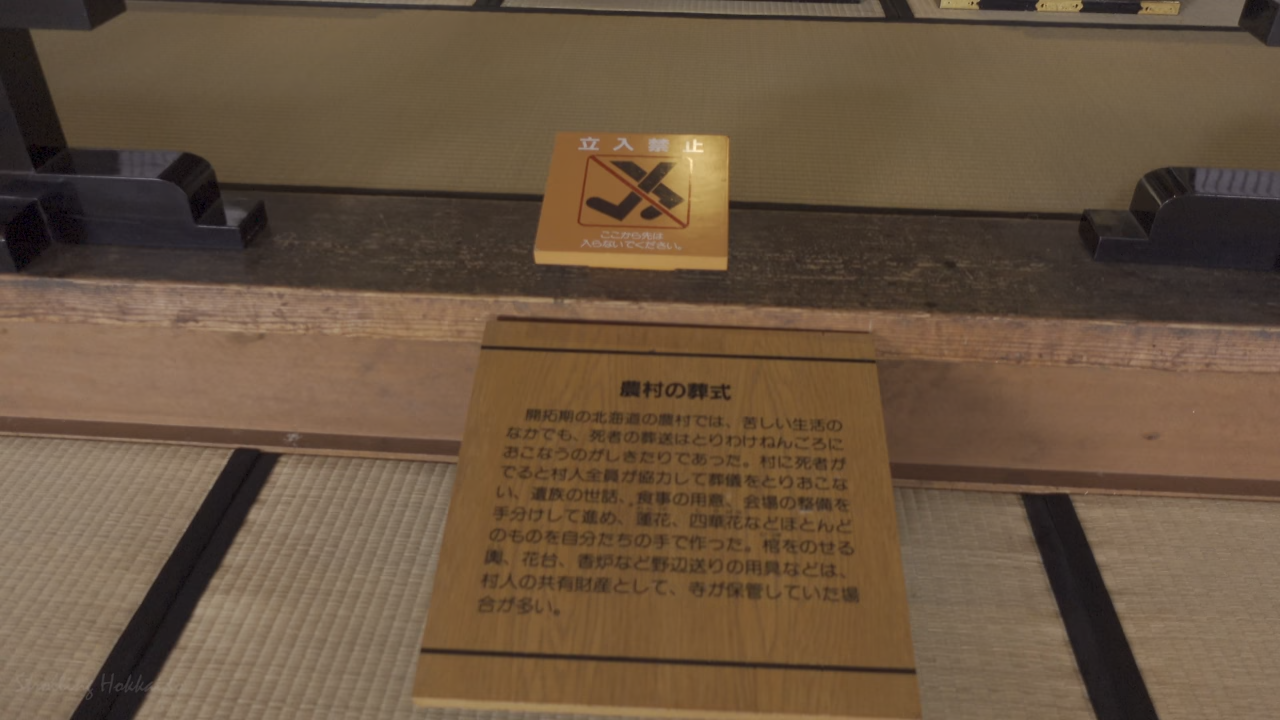 立入禁止
ここから先は
入らないでください。
農村の葬式
開拓期の北海道の農村では、苦しい生活の
なかでも、死者の葬送はとりわけねんごろに
おこなうのがしきたりであった。村に死者が
でると村人全員が協力して葬儀をとりおこな
い、遺族の世話、食事の用意、会場の整備を
手分けして進め、蓮花、四華花などほとんど
のものを自分たちの手で作った。棺をのせる
輿、花台、香炉など野辺送りの用具などは、
村人の共有財産として、寺が保管していた場
合が多い。